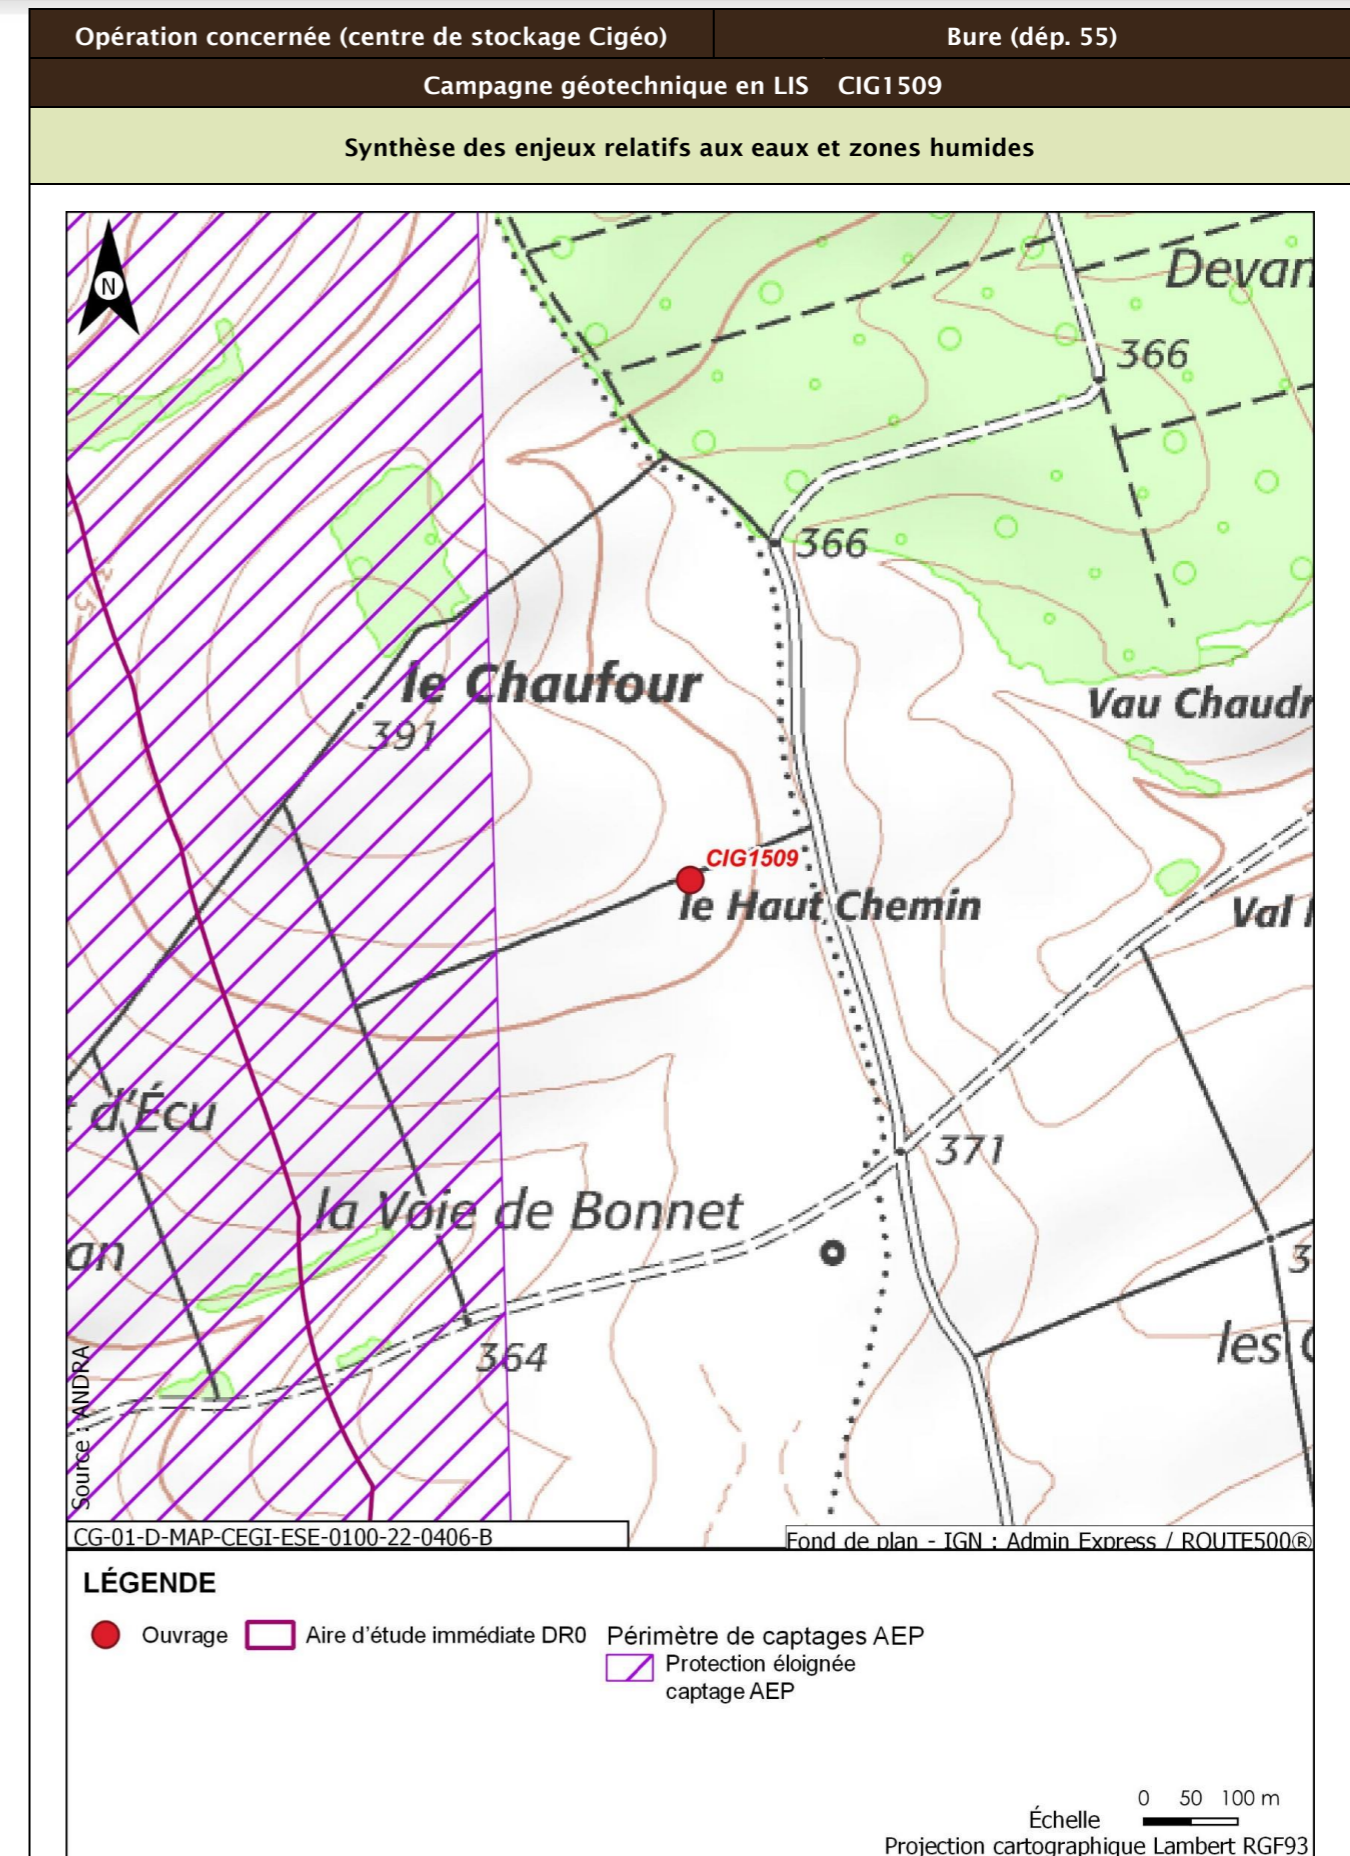 Opération concernée (centre de stockage Cigéo)
Bure (dép. 55)
Campagne géotechnique en LIS CIG1509
Synthèse des enjeux relatifs aux eaux et zones humides
N
Devan
366
366
le Chaufour
391
Vau Chaudr
CIG1509
le Haut Chemin
Val
d'Écu
371
la Voie de Bonnet
an
3
364
les
Source : ANDRA
CG-01-D-MAP-CEGI-ESE-0100-22-0406-B
Fond de plan - IGN : Admin Express / ROUTE500®
LÉGENDE
Ouvrage
Aire d'étude immédiate DR0
Périmètre de captages AEP
Protection éloignée
captage AEP
0 50 100 m
Échelle
Projection cartographique Lambert RGF93